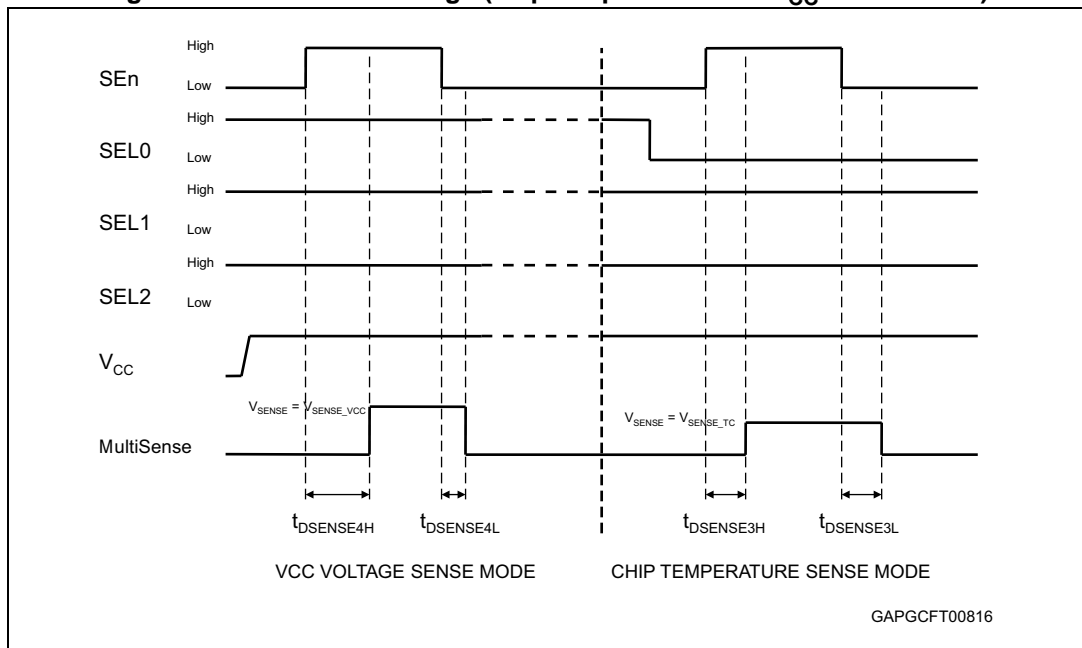 High
SEn
Low
High
SEL0
Low
High
SEL1
Low
High
SEL2
Low
VCC
VSENSE = VSENSE_VCC
VSENSE = VSENSE_TC
MultiSense
tDSENSE4H
tDSENSE4L
tDSENSE3H
tDSENSE3L
VCC VOLTAGE SENSE MODE
CHIP TEMPERATURE SENSE MODE
GAPGCFT00816